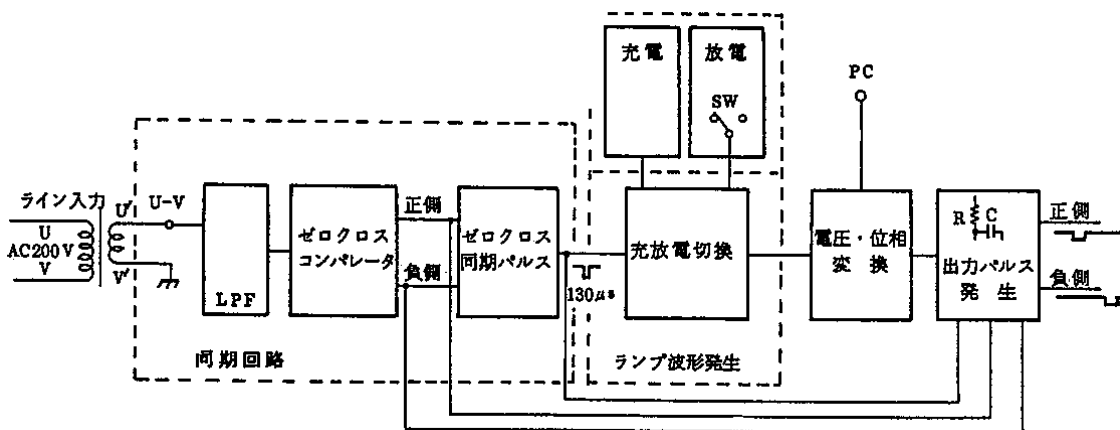 充電
放電
SW
PC
ライン入力
U
AC200V
V
U'
V'
U-V
LPF
ゼロクロス
コンパレータ
正側
負側
ゼロクロス
同期パルス
130μs
充放電切換
電圧・位相
変換
R
C
出力パルス
発生
正側
負側
同期回路
ランプ波形発生